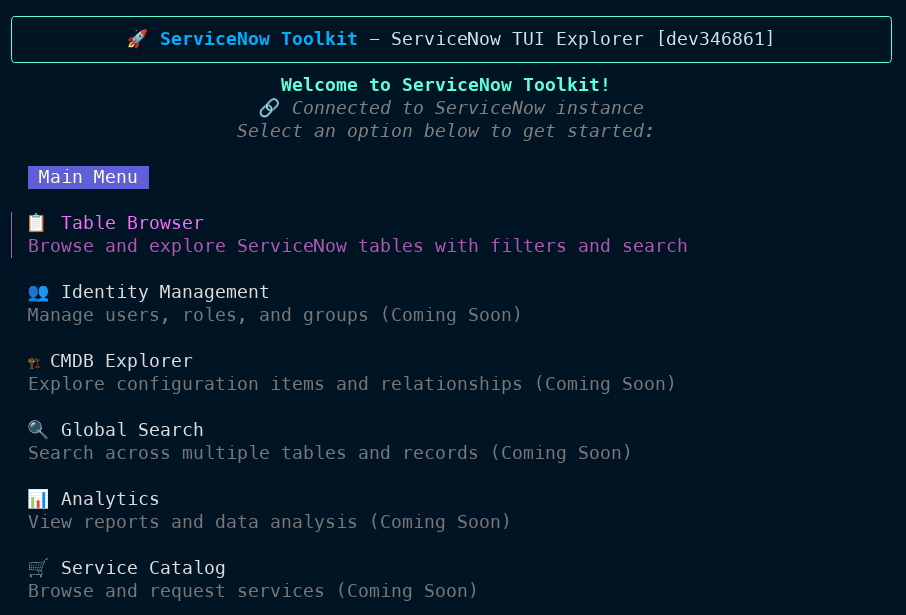 🚀 ServiceNow Toolkit — ServiceNow TUI Explorer [dev346861]
Welcome to ServiceNow Toolkit!
🔗 Connected to ServiceNow instance
Select an option below to get started:
Main Menu
📋 Table Browser
Browse and explore ServiceNow tables with filters and search
👥 Identity Management
Manage users, roles, and groups (Coming Soon)
🏗 CMDB Explorer
Explore configuration items and relationships (Coming Soon)
🔍 Global Search
Search across multiple tables and records (Coming Soon)
📊 Analytics
View reports and data analysis (Coming Soon)
🛒 Service Catalog
Browse and request services (Coming Soon)